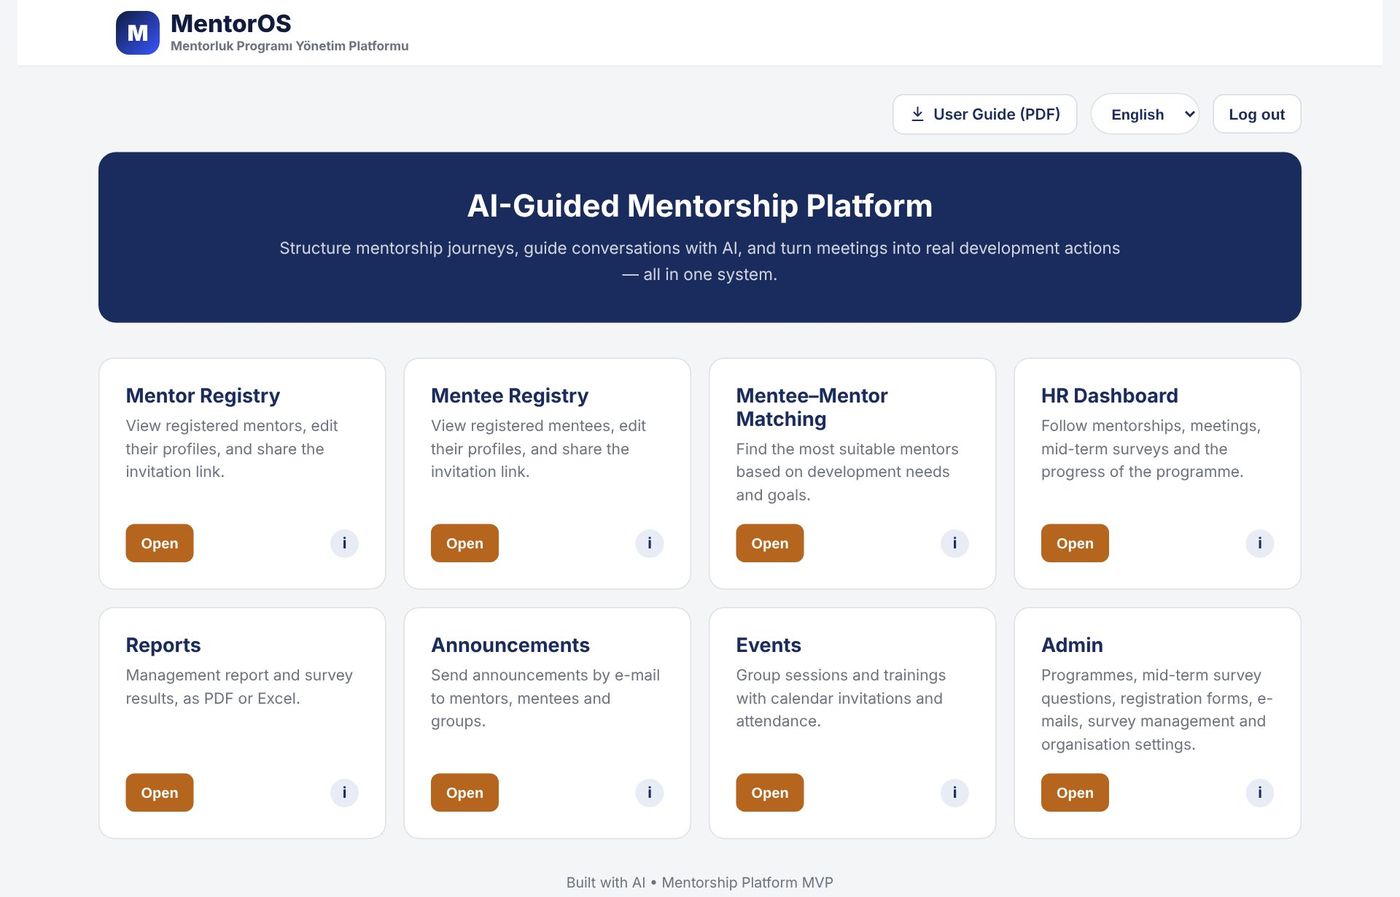 M
MentorOS
Mentorluk Programı Yönetim Platformu
User Guide (PDF)
English
Log out
AI-Guided Mentorship Platform
Structure mentorship journeys, guide conversations with AI, and turn meetings into real development actions
— all in one system.
Mentor Registry
View registered mentors, edit
their profiles, and share the
invitation link.
Open
i
Mentee Registry
View registered mentees, edit
their profiles, and share the
invitation link.
Open
i
Mentee–Mentor
Matching
Find the most suitable mentors
based on development needs
and goals.
Open
i
HR Dashboard
Follow mentorships, meetings,
mid-term surveys and the
progress of the programme.
Open
i
Reports
Management report and survey
results, as PDF or Excel.
Open
i
Announcements
Send announcements by e-mail
to mentors, mentees and
groups.
Open
i
Events
Group sessions and trainings
with calendar invitations and
attendance.
Open
i
Admin
Programmes, mid-term survey
questions, registration forms, e-
mails, survey management and
organisation settings.
Open
i
Built with AI • Mentorship Platform MVP